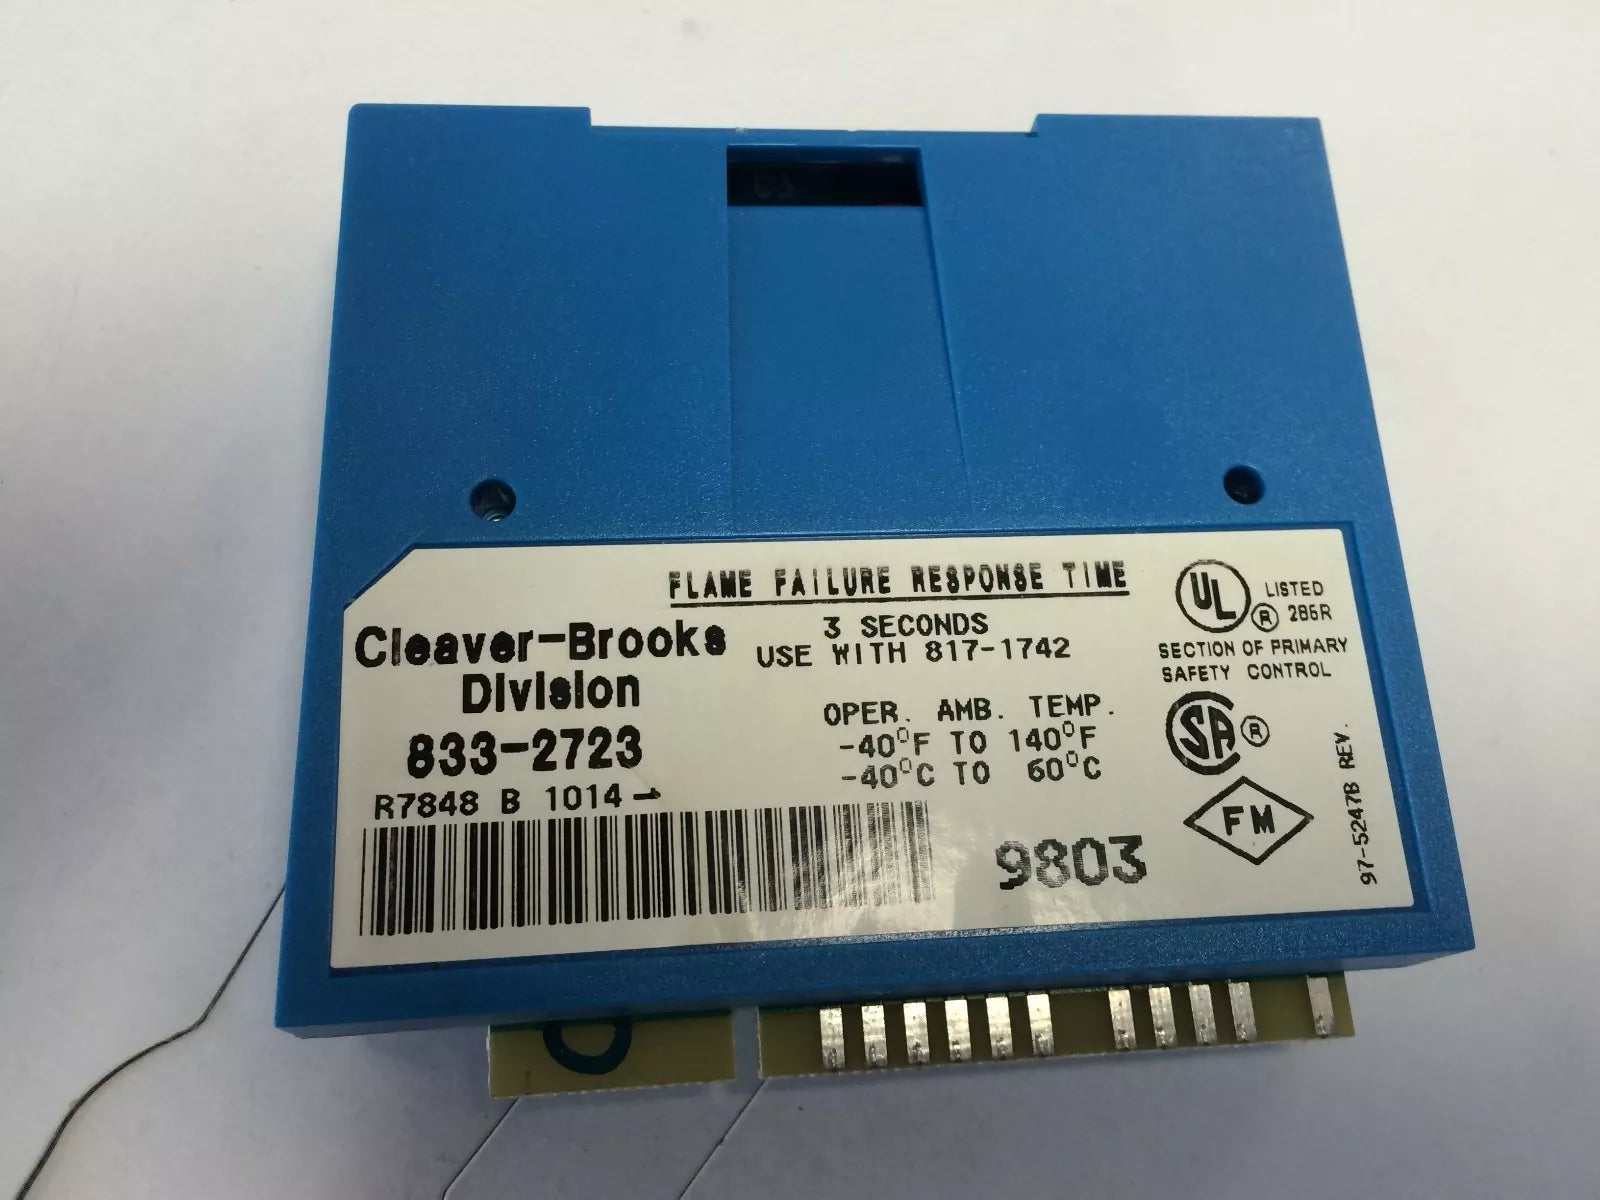 FLAME FAILURE RESPONSE TIME
3 SECONDS
USE WITH 817-1742
Cleaver-Brooks
Division
833-2723
R7848 B 1014-
OPER. AMB. TEMP.
-40°F TO 140°F
-40°C TO 60°C
9803
UL ® LISTED
286R
SECTION OF PRIMARY
SAFETY CONTROL
SA ®
FM
97-5247B REV.